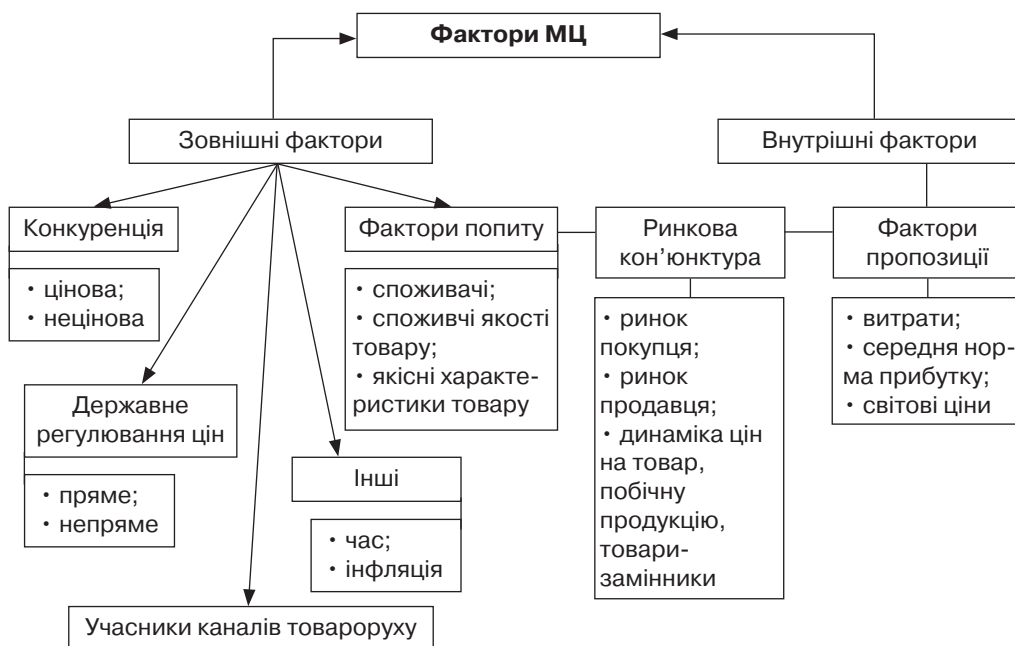 Фактори МЦ
Зовнішні фактори
Внутрішні фактори
Конкуренція
• цінова;
• нецінова
Фактори попиту
• споживачі;
• споживчі якості
товару;
• якісні характе-
ристики товару
Ринкова
кон’юнктура
• ринок
покупця;
• ринок
продавця;
• динаміка цін
на товар,
побічну
продукцію,
товари-
замінники
Фактори
пропозиції
• витрати;
• середня нор-
ма прибутку;
• світові ціни
Державне
регулювання цін
• пряме;
• непряме
Інші
• час;
• інфляція
Учасники каналів товароруху